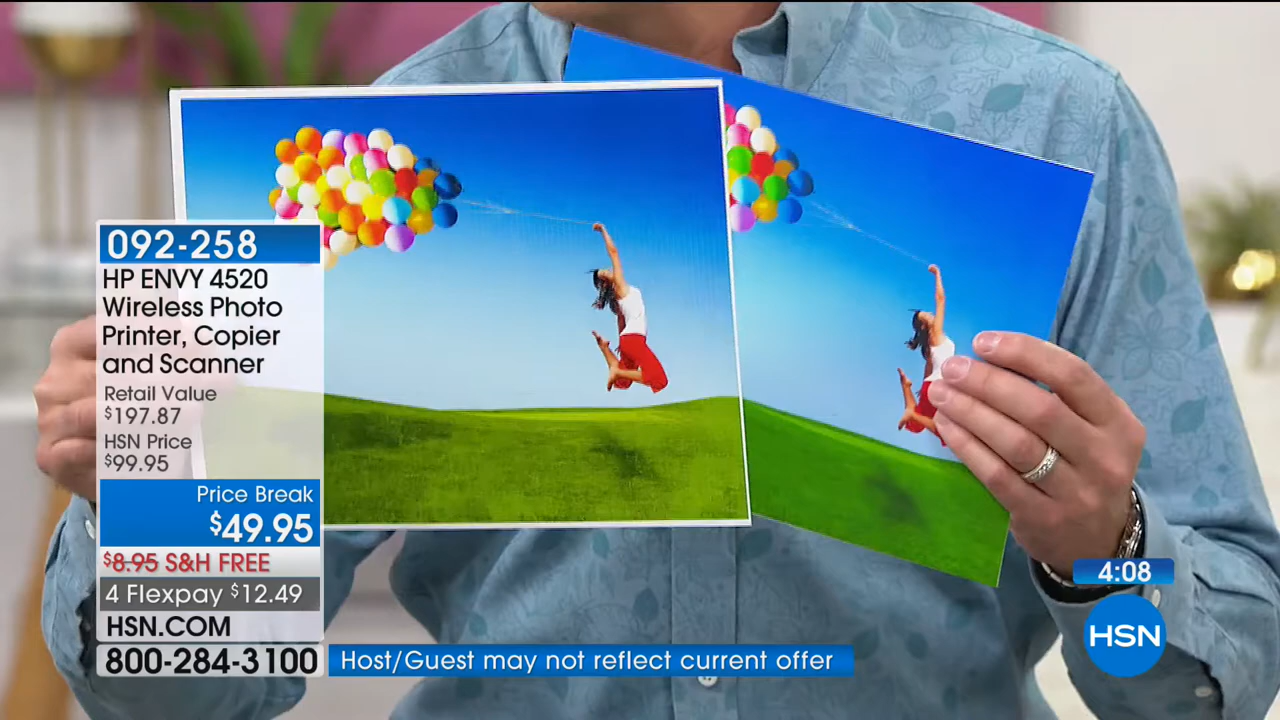 092-258
HP ENVY 4520
Wireless Photo
Printer, Copier
and Scanner
Retail Value
$197.87
HSN Price
$99.95
Price Break
$49.95
$8.95 S&H FREE
4 Flexpay $12.49
HSN.COM
800-284-3100
Host/Guest may not reflect current offer
4:08
HSN